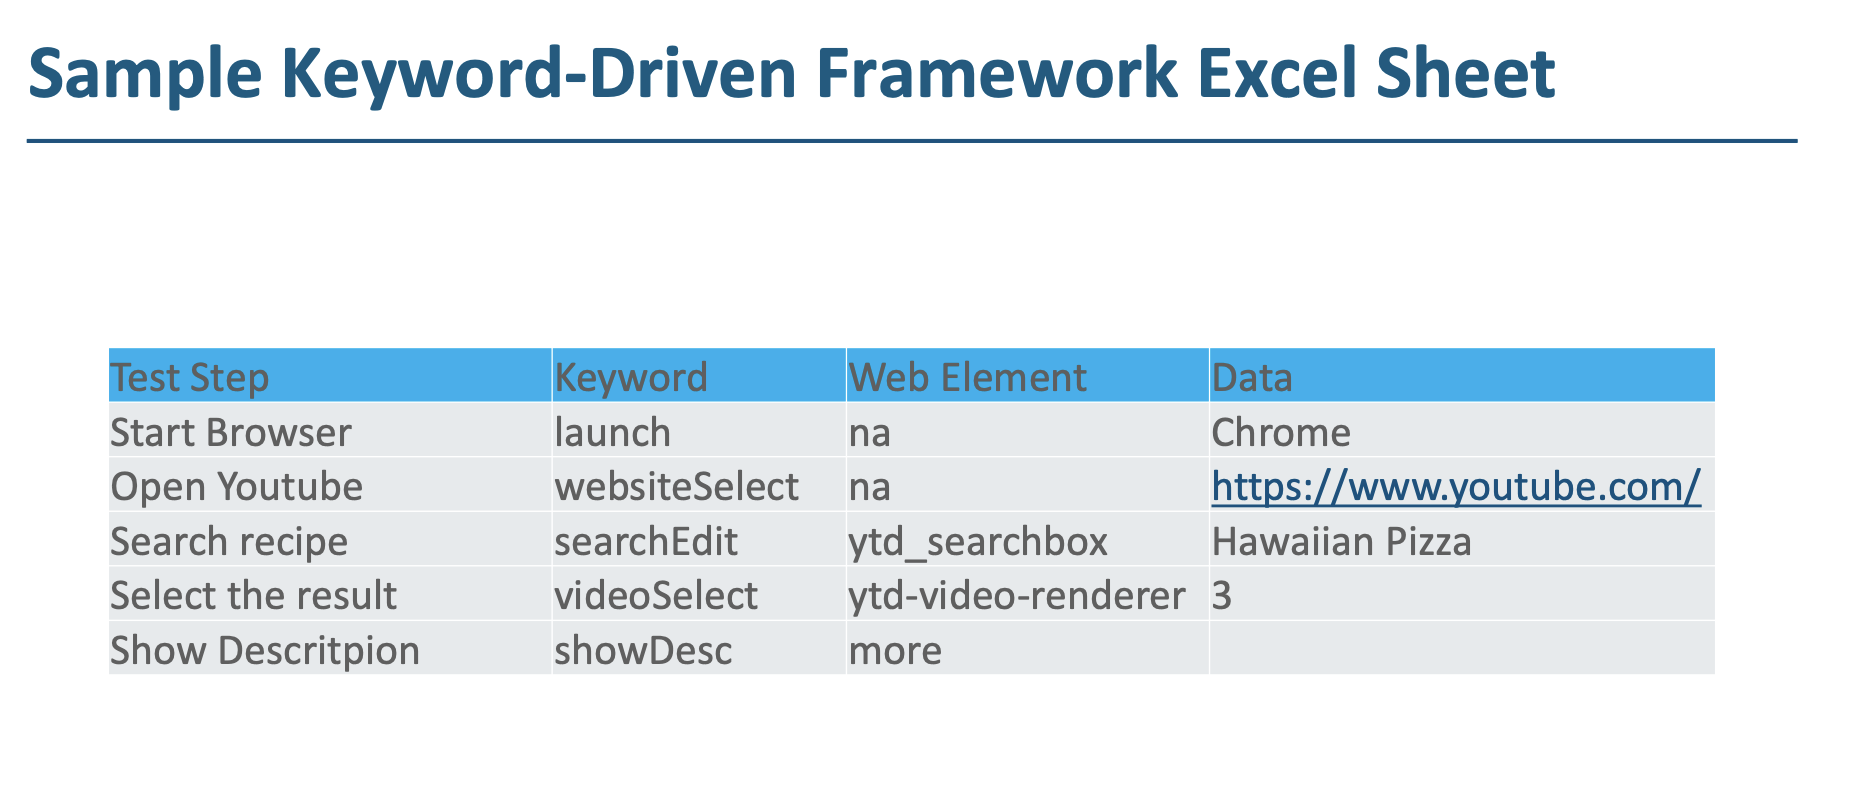 Sample Keyword-Driven Framework Excel Sheet
Test Step Keyword Web Element Data
Start Browser launch na Chrome
Open Youtube websiteSelect na https://www.youtube.com/
Search recipe searchEdit ytd_searchbox Hawaiian Pizza
Select the result videoSelect ytd-video-renderer 3
Show Descritpion showDesc more